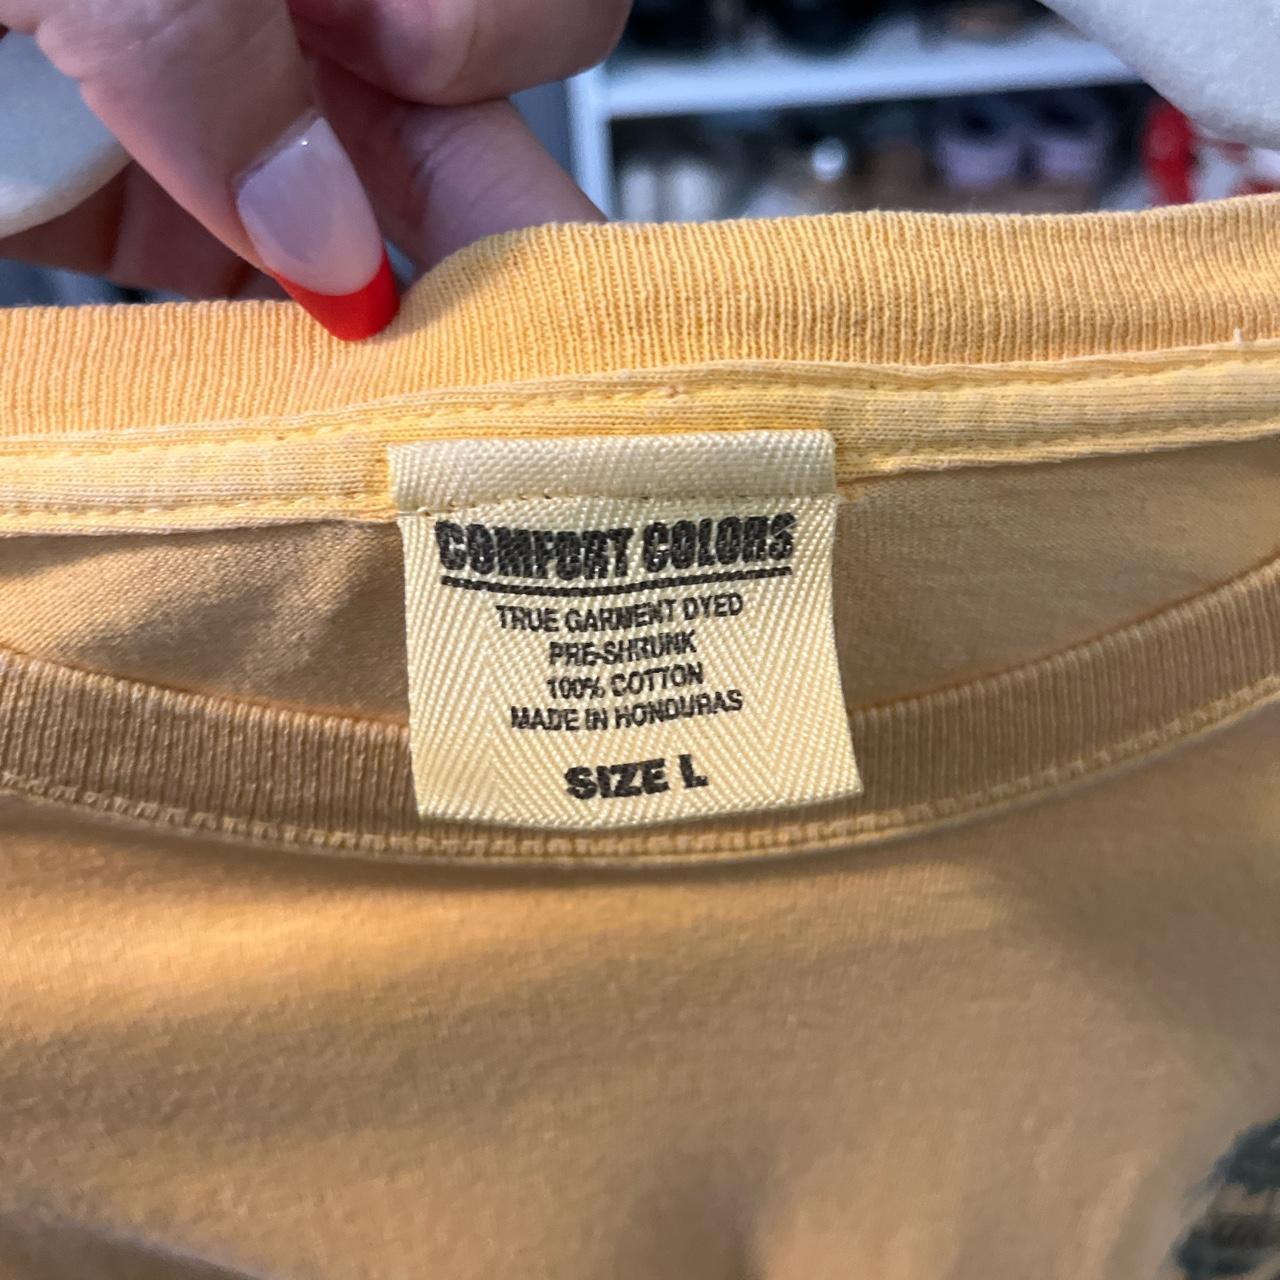 COMFORT COLORS
TRUE GARMENT DYED
PRE-SHRUNK
100% COTTON
MADE IN HONDURAS
SIZE L